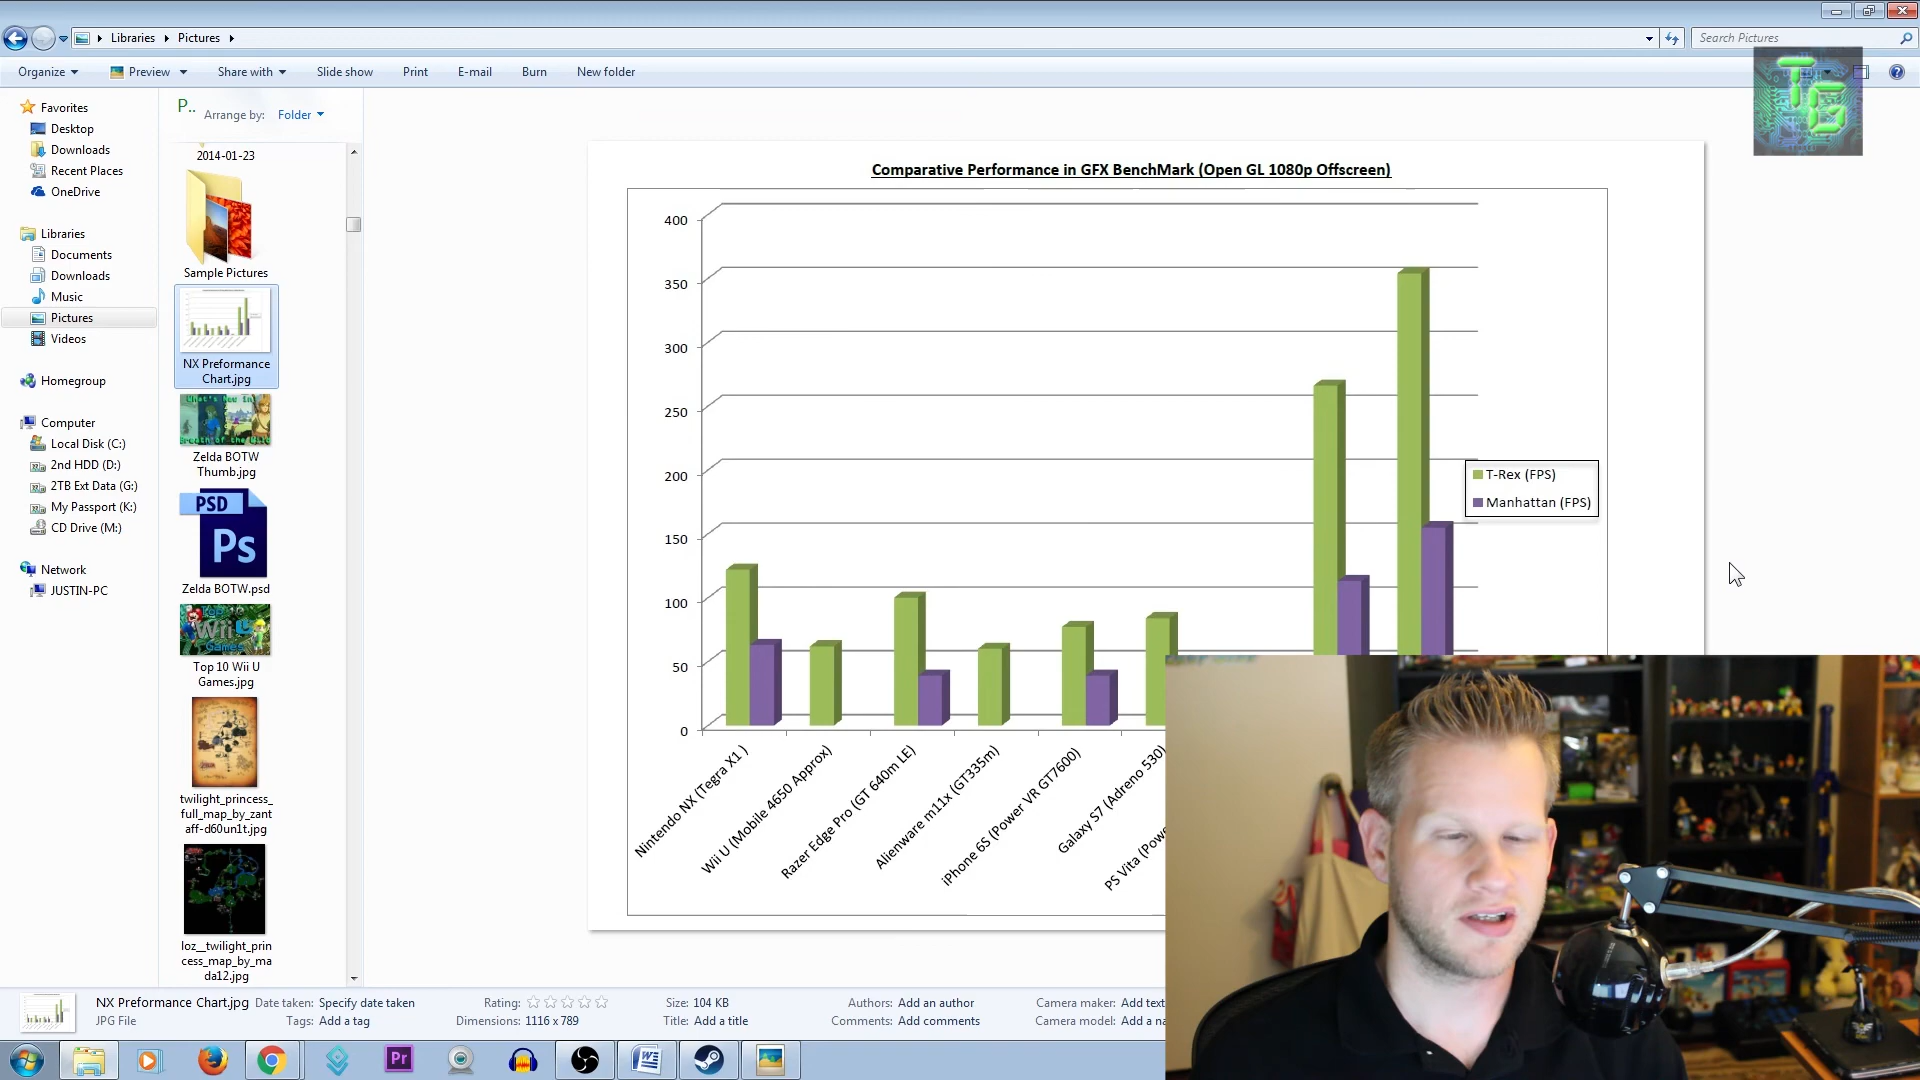 Libraries
Pictures
Search Pictures
Organize
Preview
Share with
Slide show
Print
E-mail
Burn
New folder
TG
Favorites
Desktop
Downloads
Recent Places
OneDrive
Libraries
Documents
Downloads
Music
Pictures
Videos
Homegroup
Computer
Local Disk (C:)
2nd HDD (D:)
2TB Ext Data (G:)
My Passport (K:)
CD Drive (M:)
Network
JUSTIN-PC
P..
Arrange by: Folder
2014-01-23
Sample Pictures
NX Preformance
Chart.jpg
Zelda BOTW
Thumb.jpg
PSD
Ps
Zelda BOTW.psd
Top 10 Wii U
Games.jpg
twilight_princess_
full_map_by_zant
aff-d60un1t.jpg
loz__twilight_prin
cess_map_by_ma
da12.jpg
Comparative Performance in GFX BenchMark (Open GL 1080p Offscreen)
400
350
300
250
200
150
100
50
0
T-Rex (FPS)
Manhattan (FPS)
Nintendo NX (Tegra X1 )
Wii U (Mobile 4650 Approx)
Razer Edge Pro (GT 640m LE)
Alienware m11x (GT335m)
iPhone 6S (Power VR GT7600)
Galaxy S7 (Adreno 530)
PS Vita
NX Preformance Chart.jpg
JPG File
Date taken: Specify date taken
Tags: Add a tag
Rating:
Dimensions: 1116 x 789
Size: 104 KB
Title: Add a title
Authors: Add an author
Comments: Add comments
Camera maker: Add text
Camera model: Add a
Pr